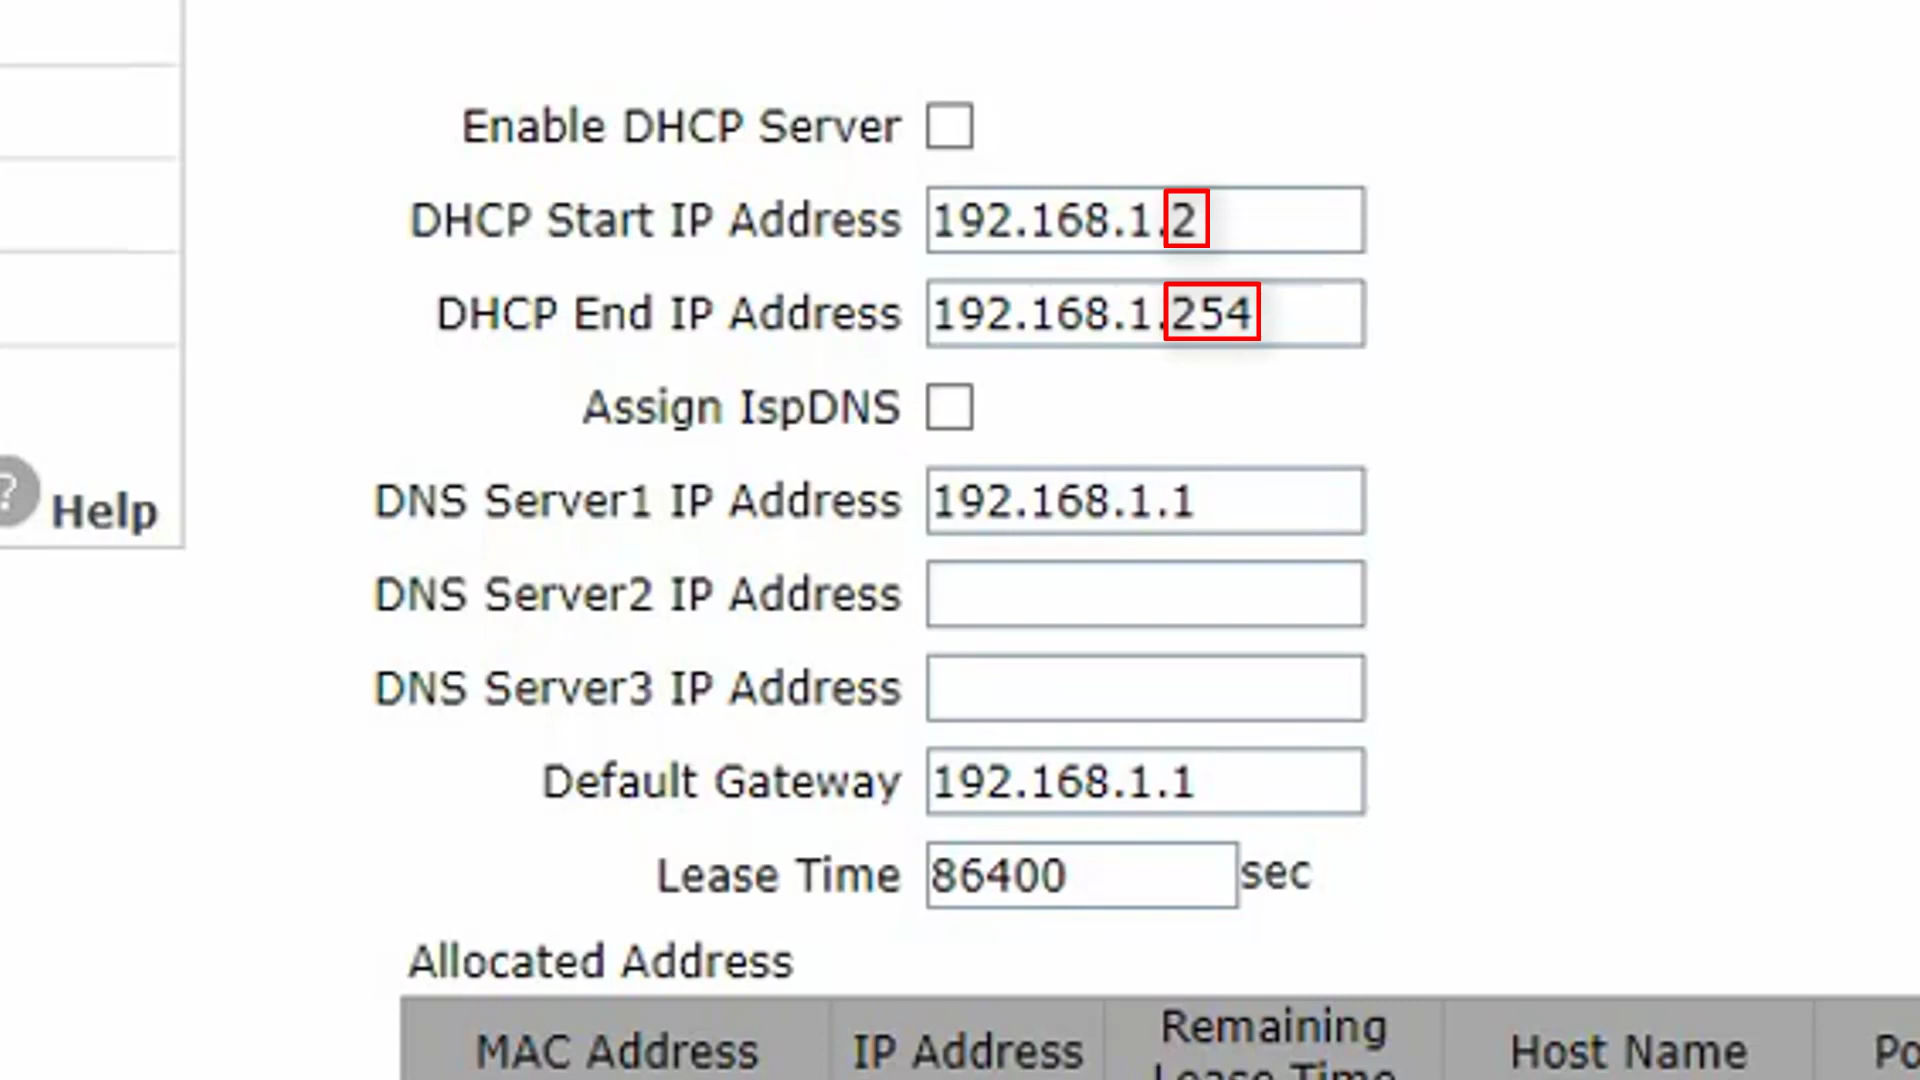 Enable DHCP Server
DHCP Start IP Address 192.168.1.2
DHCP End IP Address 192.168.1.254
Assign IspDNS
? Help
DNS Server1 IP Address 192.168.1.1
DNS Server2 IP Address
DNS Server3 IP Address
Default Gateway 192.168.1.1
Lease Time 86400 sec
Allocated Address
MAC Address IP Address Remaining Lease Time Host Name Po